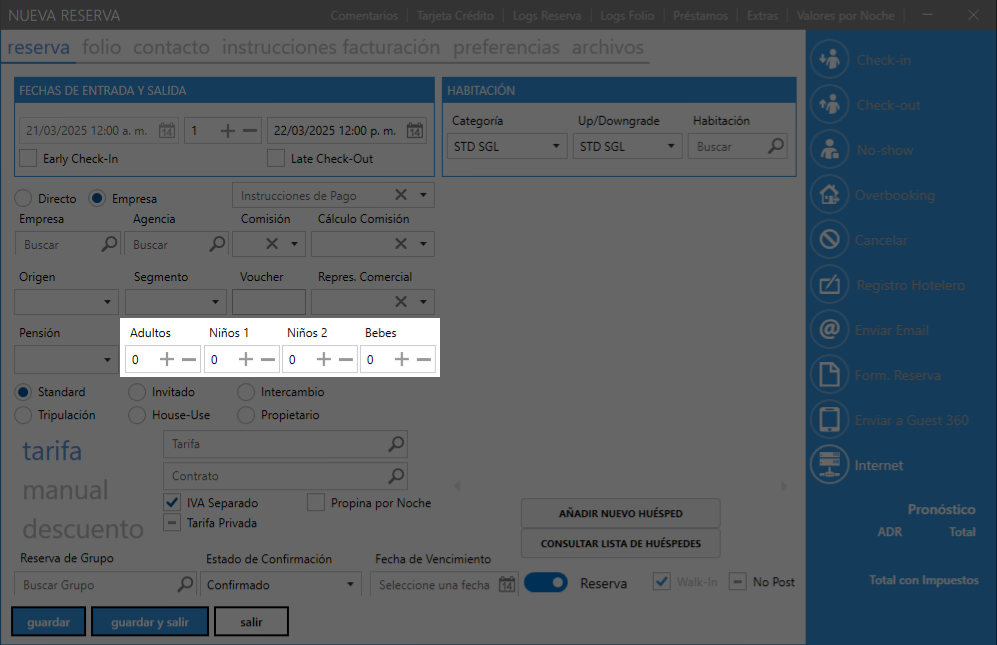 NUEVA RESERVA
Comentarios Tarjeta Crédito Logs Reserva Logs Folio Préstamos Extras Valores por Noche
reserva folio contacto instrucciones facturación preferencias archivos
FECHAS DE ENTRADA Y SALIDA
21/03/2025 12:00 a. m. 14 1 22/03/2025 12:00 p. m. 14
Early Check-In Late Check-Out
HABITACIÓN
Categoría Up/Downgrade Habitación
STD SGL STD SGL Buscar
Directo Empresa Instrucciones de Pago
Empresa Agencia Comisión Cálculo Comisión
Buscar Buscar
Origen Segmento Voucher Repres. Comercial
Pensión Adultos Niños 1 Niños 2 Bebes
0 0 0 0
Standard Invitado Intercambio
Tripulación House-Use Propietario
tarifa
manual
descuento
Tarifa
Contrato
IVA Separado Propina por Noche
Tarifa Privada
AÑADIR NUEVO HUÉSPED
CONSULTAR LISTA DE HUÉSPEDES
Reserva de Grupo Estado de Confirmación Fecha de Vencimiento
Buscar Grupo Confirmado Seleccione una fecha 14 Reserva Walk-In No Post
guardar guardar y salir salir
Check-in
Check-out
No-show
Overbooking
Cancelar
Registro Hotelero
Enviar Email
Form. Reserva
Enviar a Guest 360
Internet
Pronóstico
ADR Total
Total con Impuestos